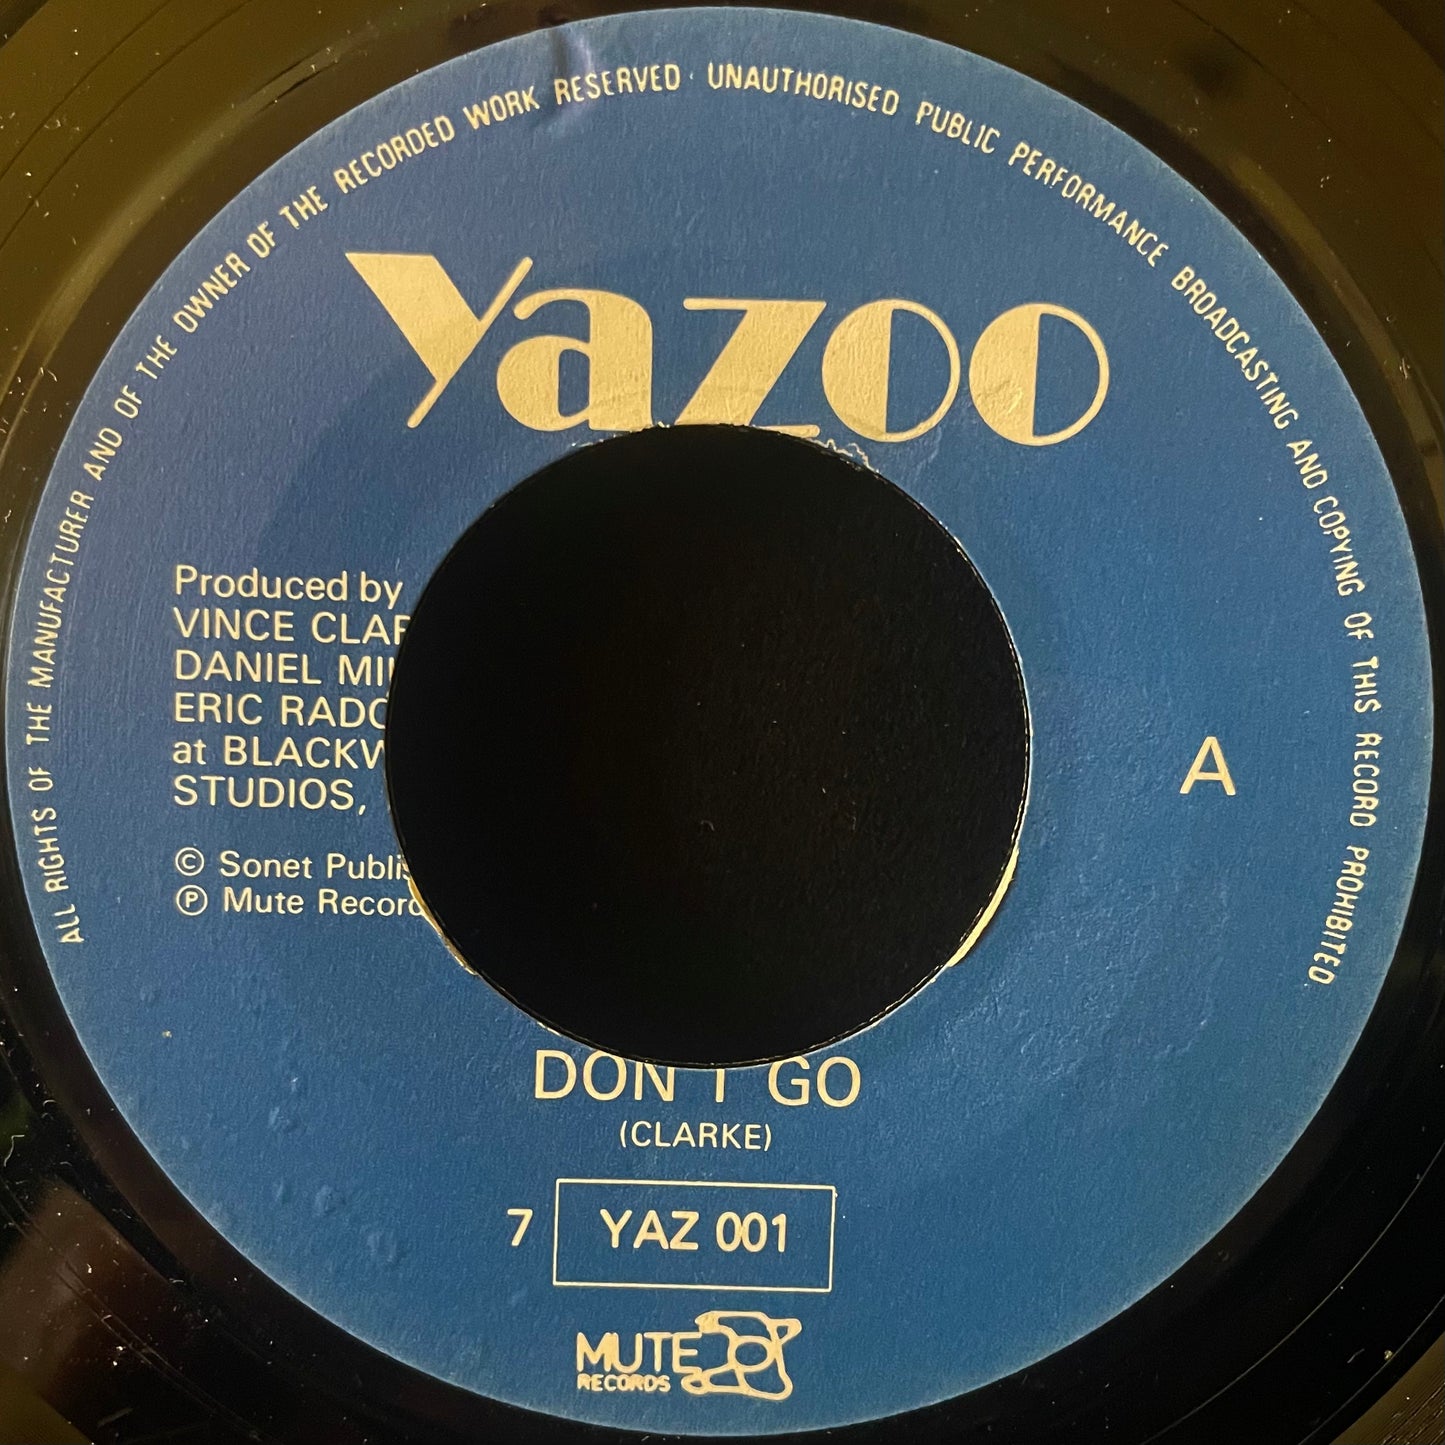 ALL RIGHTS OF THE MANUFACTURER AND OF THE OWNER OF THE RECORDED WORK RESERVED · UNAUTHORISED PUBLIC PERFORMANCE BROADCASTING AND COPYING OF THIS RECORD PROHIBITED
Yazoo
Produced by
VINCE CLAR
DANIEL MI
ERIC RADC
at BLACKW
STUDIOS,
© Sonet Publis
℗ Mute Record
A
DON'T GO
(CLARKE)
7 YAZ 001
MUTE
RECORDS